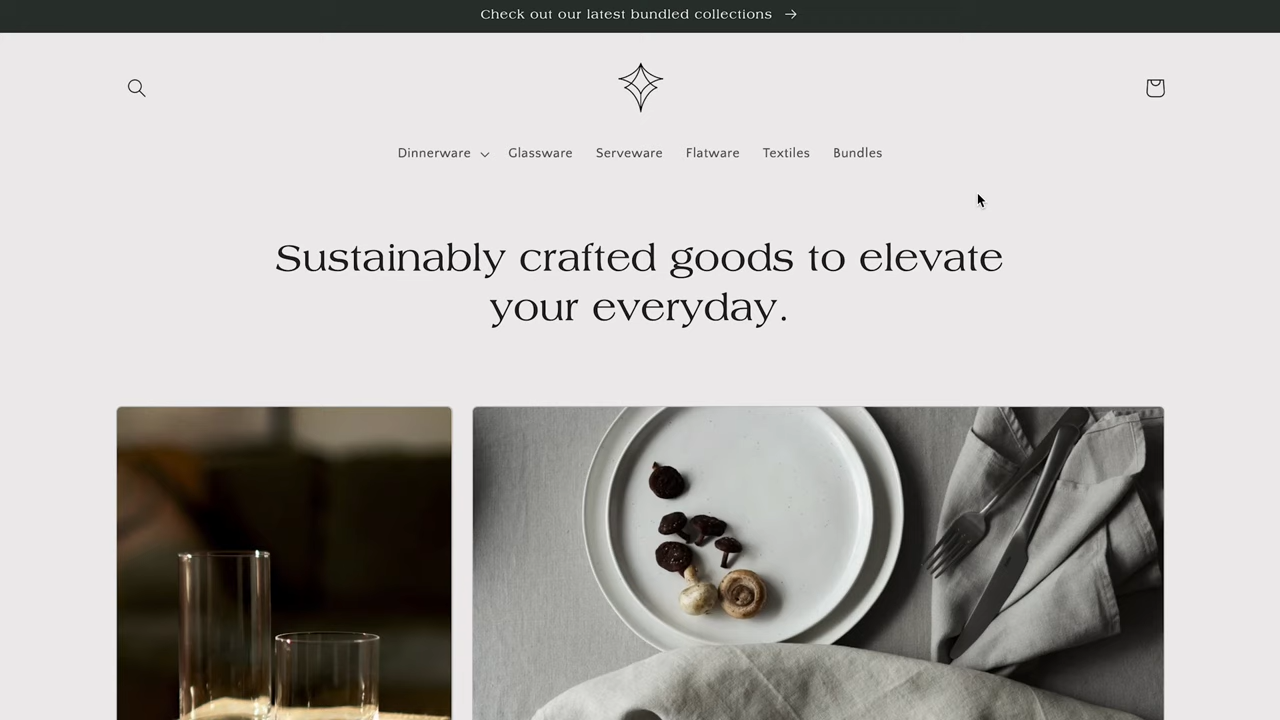 Check out our latest bundled collections →
Dinnerware Glassware Serveware Flatware Textiles Bundles
Sustainably crafted goods to elevate
your everyday.